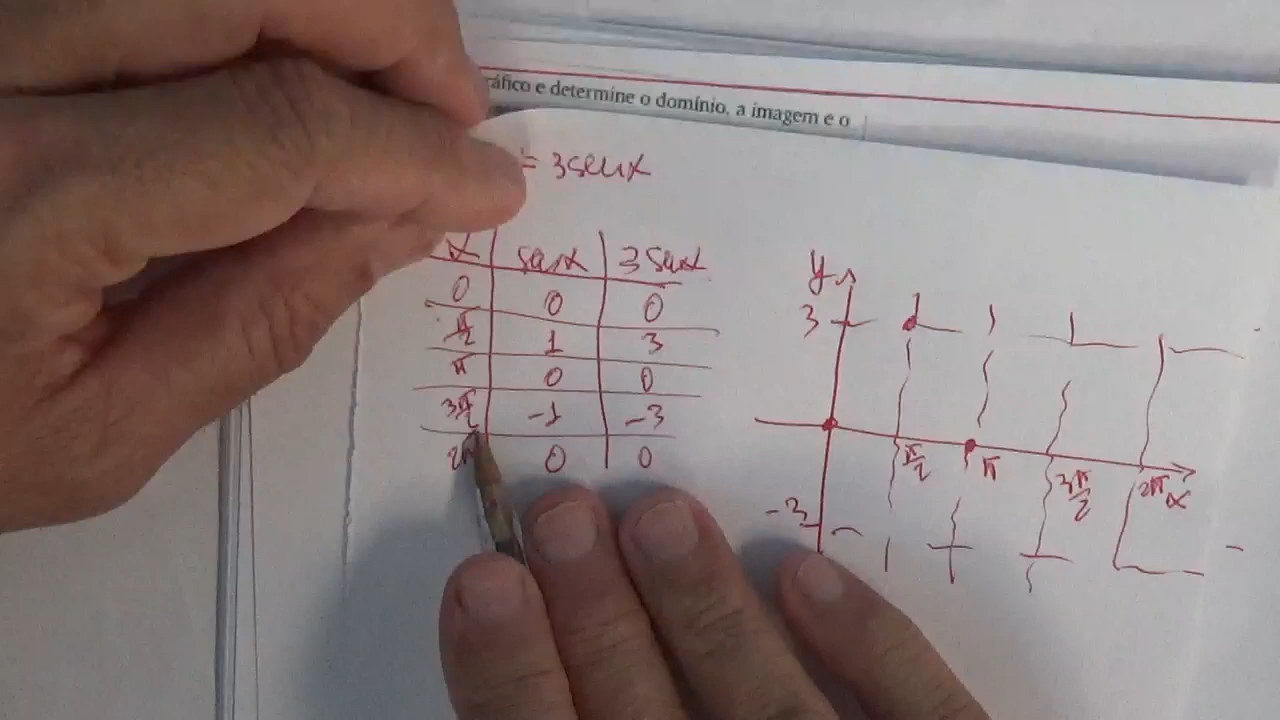 ráfico e determine o domínio, a imagem e o
= 3senx
x senx 3senx
0 0 0
π/2 1 3
π 0 0
3π/2 -1 -3
2π 0 0
y
3
π/2 π 3π/2 2π x
-3